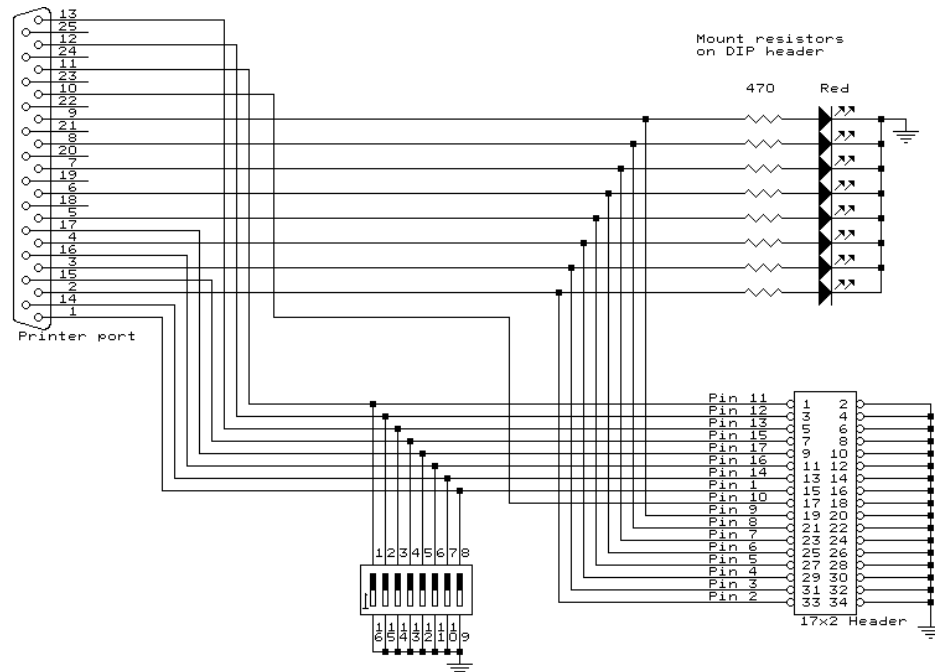 13
25
12
24
11
23
10
22
9
21
8
20
7
19
6
18
5
17
4
16
3
15
2
14
1
Printer port
Mount resistors
on DIP header
470 Red
Pin 11 1 2
Pin 12 3 4
Pin 13 5 6
Pin 15 7 8
Pin 17 9 10
Pin 16 11 12
Pin 14 13 14
Pin 1 15 16
Pin 10 17 18
Pin 9 19 20
Pin 8 21 22
Pin 7 23 24
Pin 6 25 26
Pin 5 27 28
Pin 4 29 30
Pin 3 31 32
Pin 2 33 34
17x2 Header
1 2 3 4 5 6 7 8
16 15 14 13 12 11 10 9